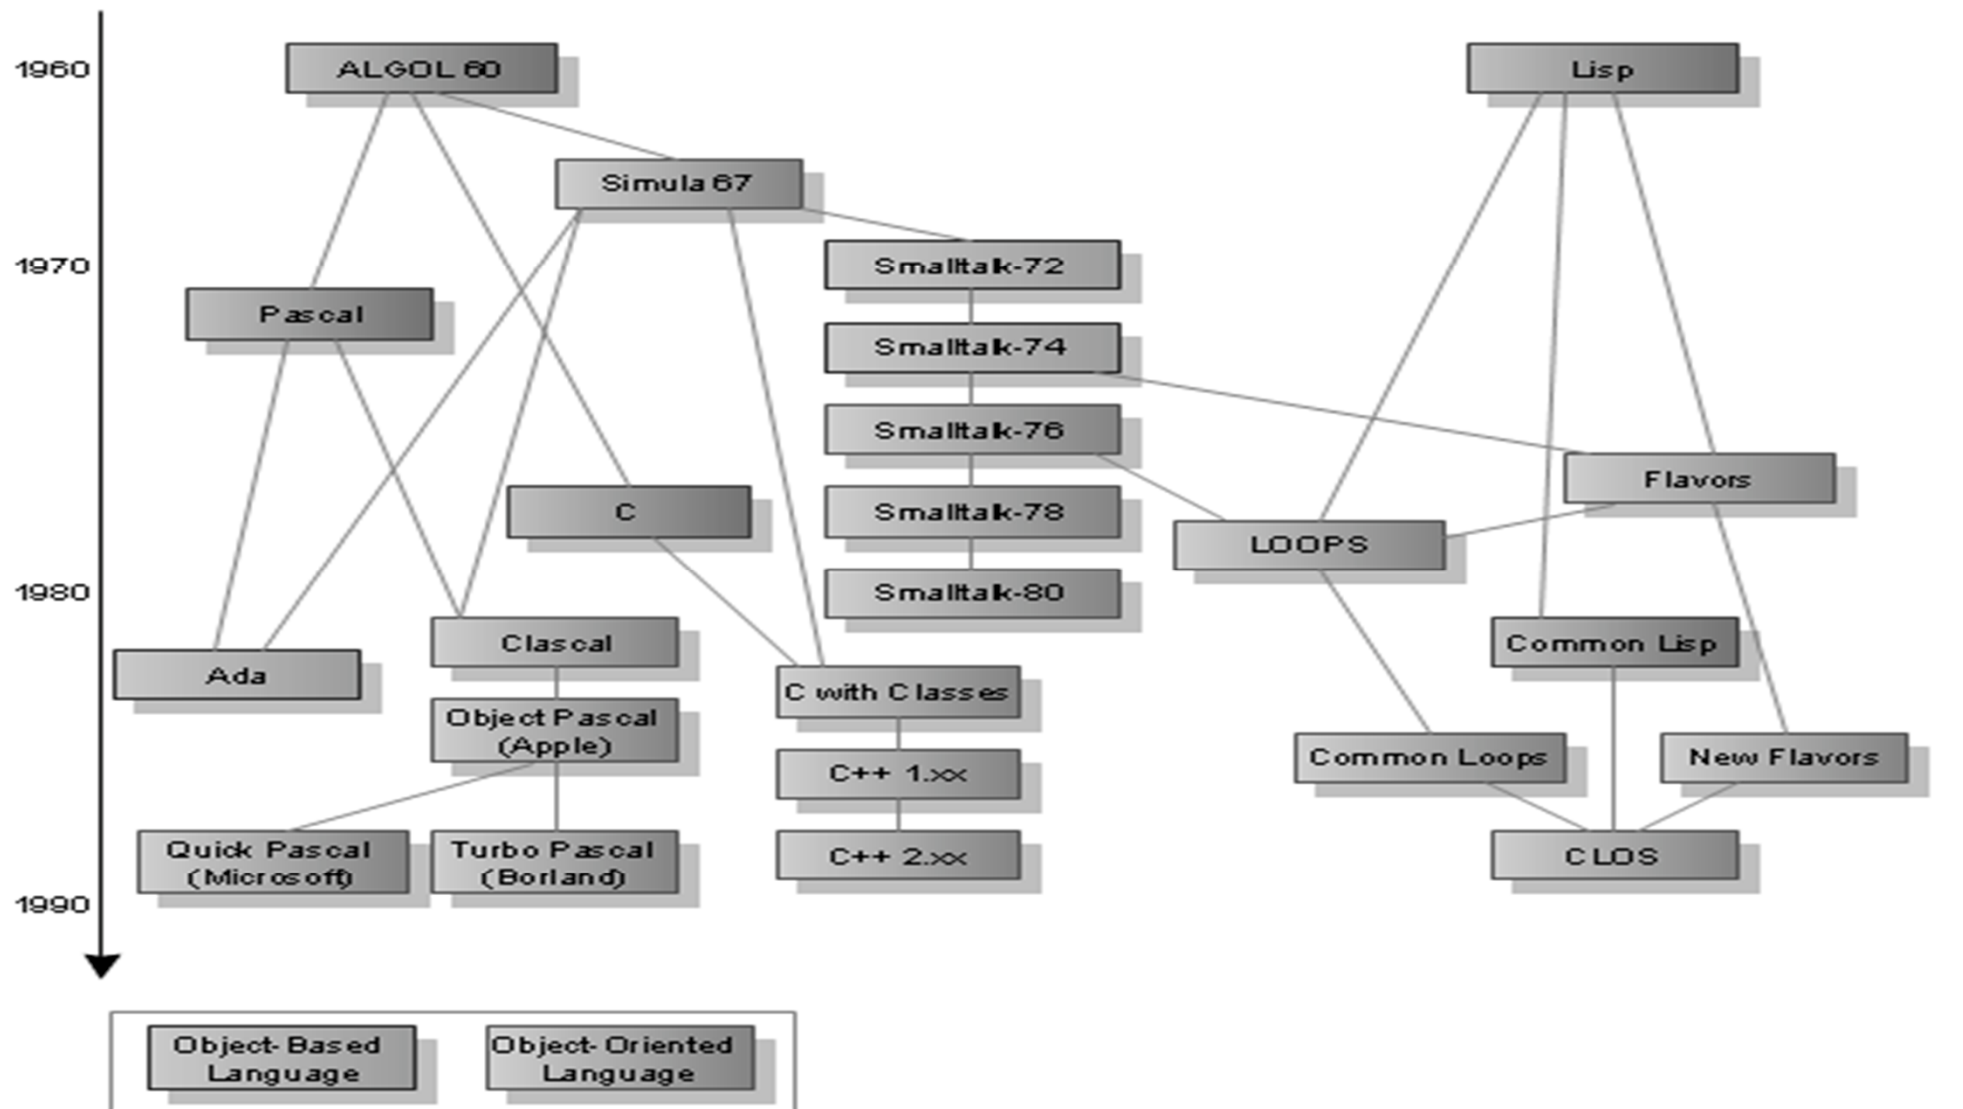 1960
ALGOL 60
Lisp
Simula 67
1970
Smalltalk-72
Pascal
Smalltalk-74
Smalltalk-76
Flavors
C
Smalltalk-78
LOOPS
1980
Smalltalk-80
Clascal
Common Lisp
Ada
C with Classes
Object Pascal
(Apple)
Common Loops
New Flavors
C++ 1.xx
Quick Pascal
(Microsoft)
Turbo Pascal
(Borland)
C++ 2.xx
CLOS
1990
Object-Based
Language
Object-Oriented
Language